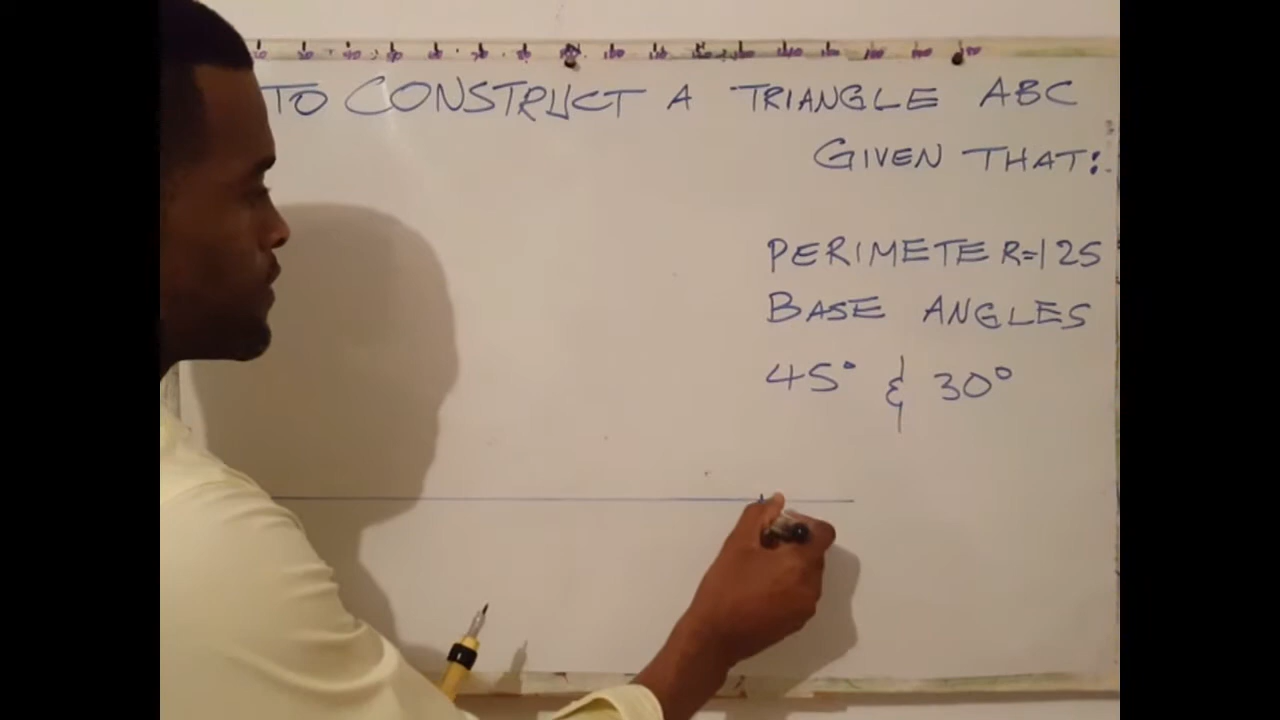 TO CONSTRUCT A TRIANGLE ABC
GIVEN THAT:
PERIMETER=125
BASE ANGLES
45° & 30°